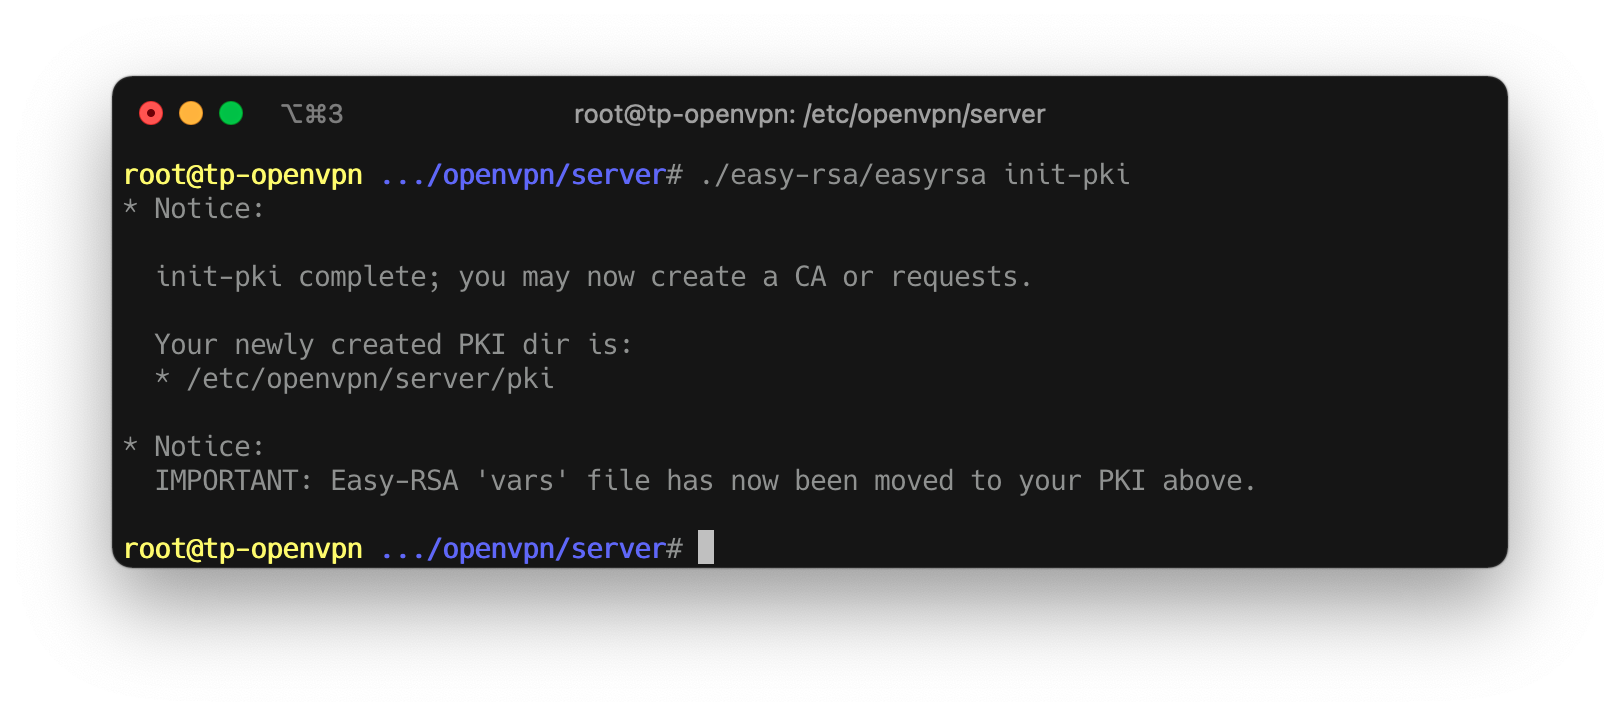 ⌥⌘3 root@tp-openvpn: /etc/openvpn/server
root@tp-openvpn .../openvpn/server# ./easy-rsa/easyrsa init-pki
* Notice:
init-pki complete; you may now create a CA or requests.
Your newly created PKI dir is:
* /etc/openvpn/server/pki
* Notice:
IMPORTANT: Easy-RSA 'vars' file has now been moved to your PKI above.
root@tp-openvpn .../openvpn/server#